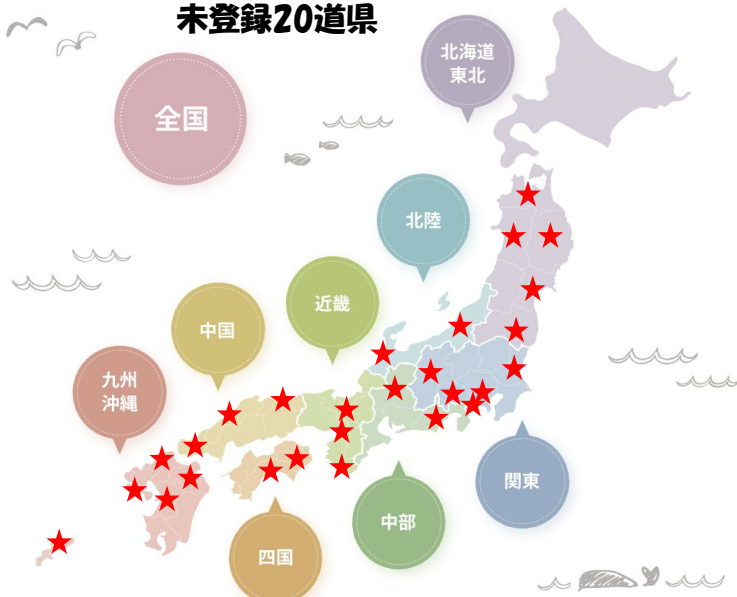 未登録20道県
北海道
東北
全国
北陸
近畿
中国
九州
沖縄
関東
中部
四国